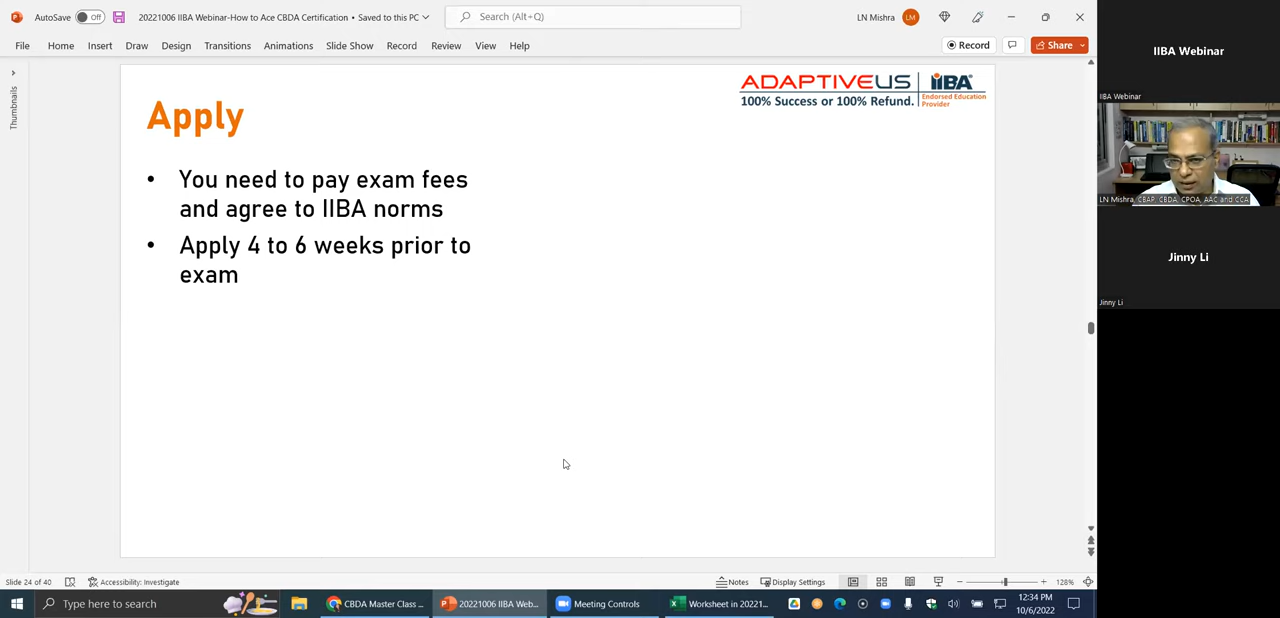 AutoSave Off 20221006 IIBA Webinar-How to Ace CBDA Certification • Saved to this PC Search (Alt+Q) LN Mishra LM
File Home Insert Draw Design Transitions Animations Slide Show Record Review View Help Record Share
Thumbnails
ADAPTIVEUS IIBA®
100% Success or 100% Refund. Endorsed Education
Provider
Apply
• You need to pay exam fees
and agree to IIBA norms
• Apply 4 to 6 weeks prior to
exam
IIBA Webinar
IIBA Webinar
LN Mishra, CBAP, CBDA, CPOA, AAC and CCA
Jinny Li
Jinny Li
Slide 24 of 40 Accessibility: Investigate Notes Display Settings 128%
Type here to search CBDA Master Class ... 20221006 IIBA Web... Meeting Controls Worksheet in 20221... 12:34 PM
10/6/2022